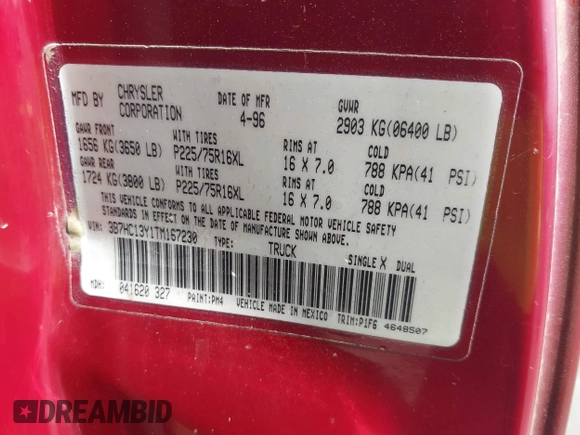 MFD BY CHRYSLER CORPORATION DATE OF MFR 4-96 GVWR 2903 KG(06400 LB)
GAWR FRONT WITH TIRES RIMS AT COLD
1656 KG(3650 LB) P225/75R16XL 16 X 7.0 788 KPA(41 PSI)
GAWR REAR WITH TIRES RIMS AT COLD
1724 KG(3800 LB) P225/75R16XL 16 X 7.0 788 KPA(41 PSI)
THIS VEHICLE CONFORMS TO ALL APPLICABLE FEDERAL MOTOR VEHICLE SAFETY
STANDARDS IN EFFECT ON THE DATE OF MANUFACTURE SHOWN ABOVE.
VIN: 3B7HC13Y1TM167230 TYPE: TRUCK SINGLE X DUAL
MDH: 041620 327 PAINT:PM4 VEHICLE MADE IN MEXICO TRIM:P1F6 4648507
DREAMBID